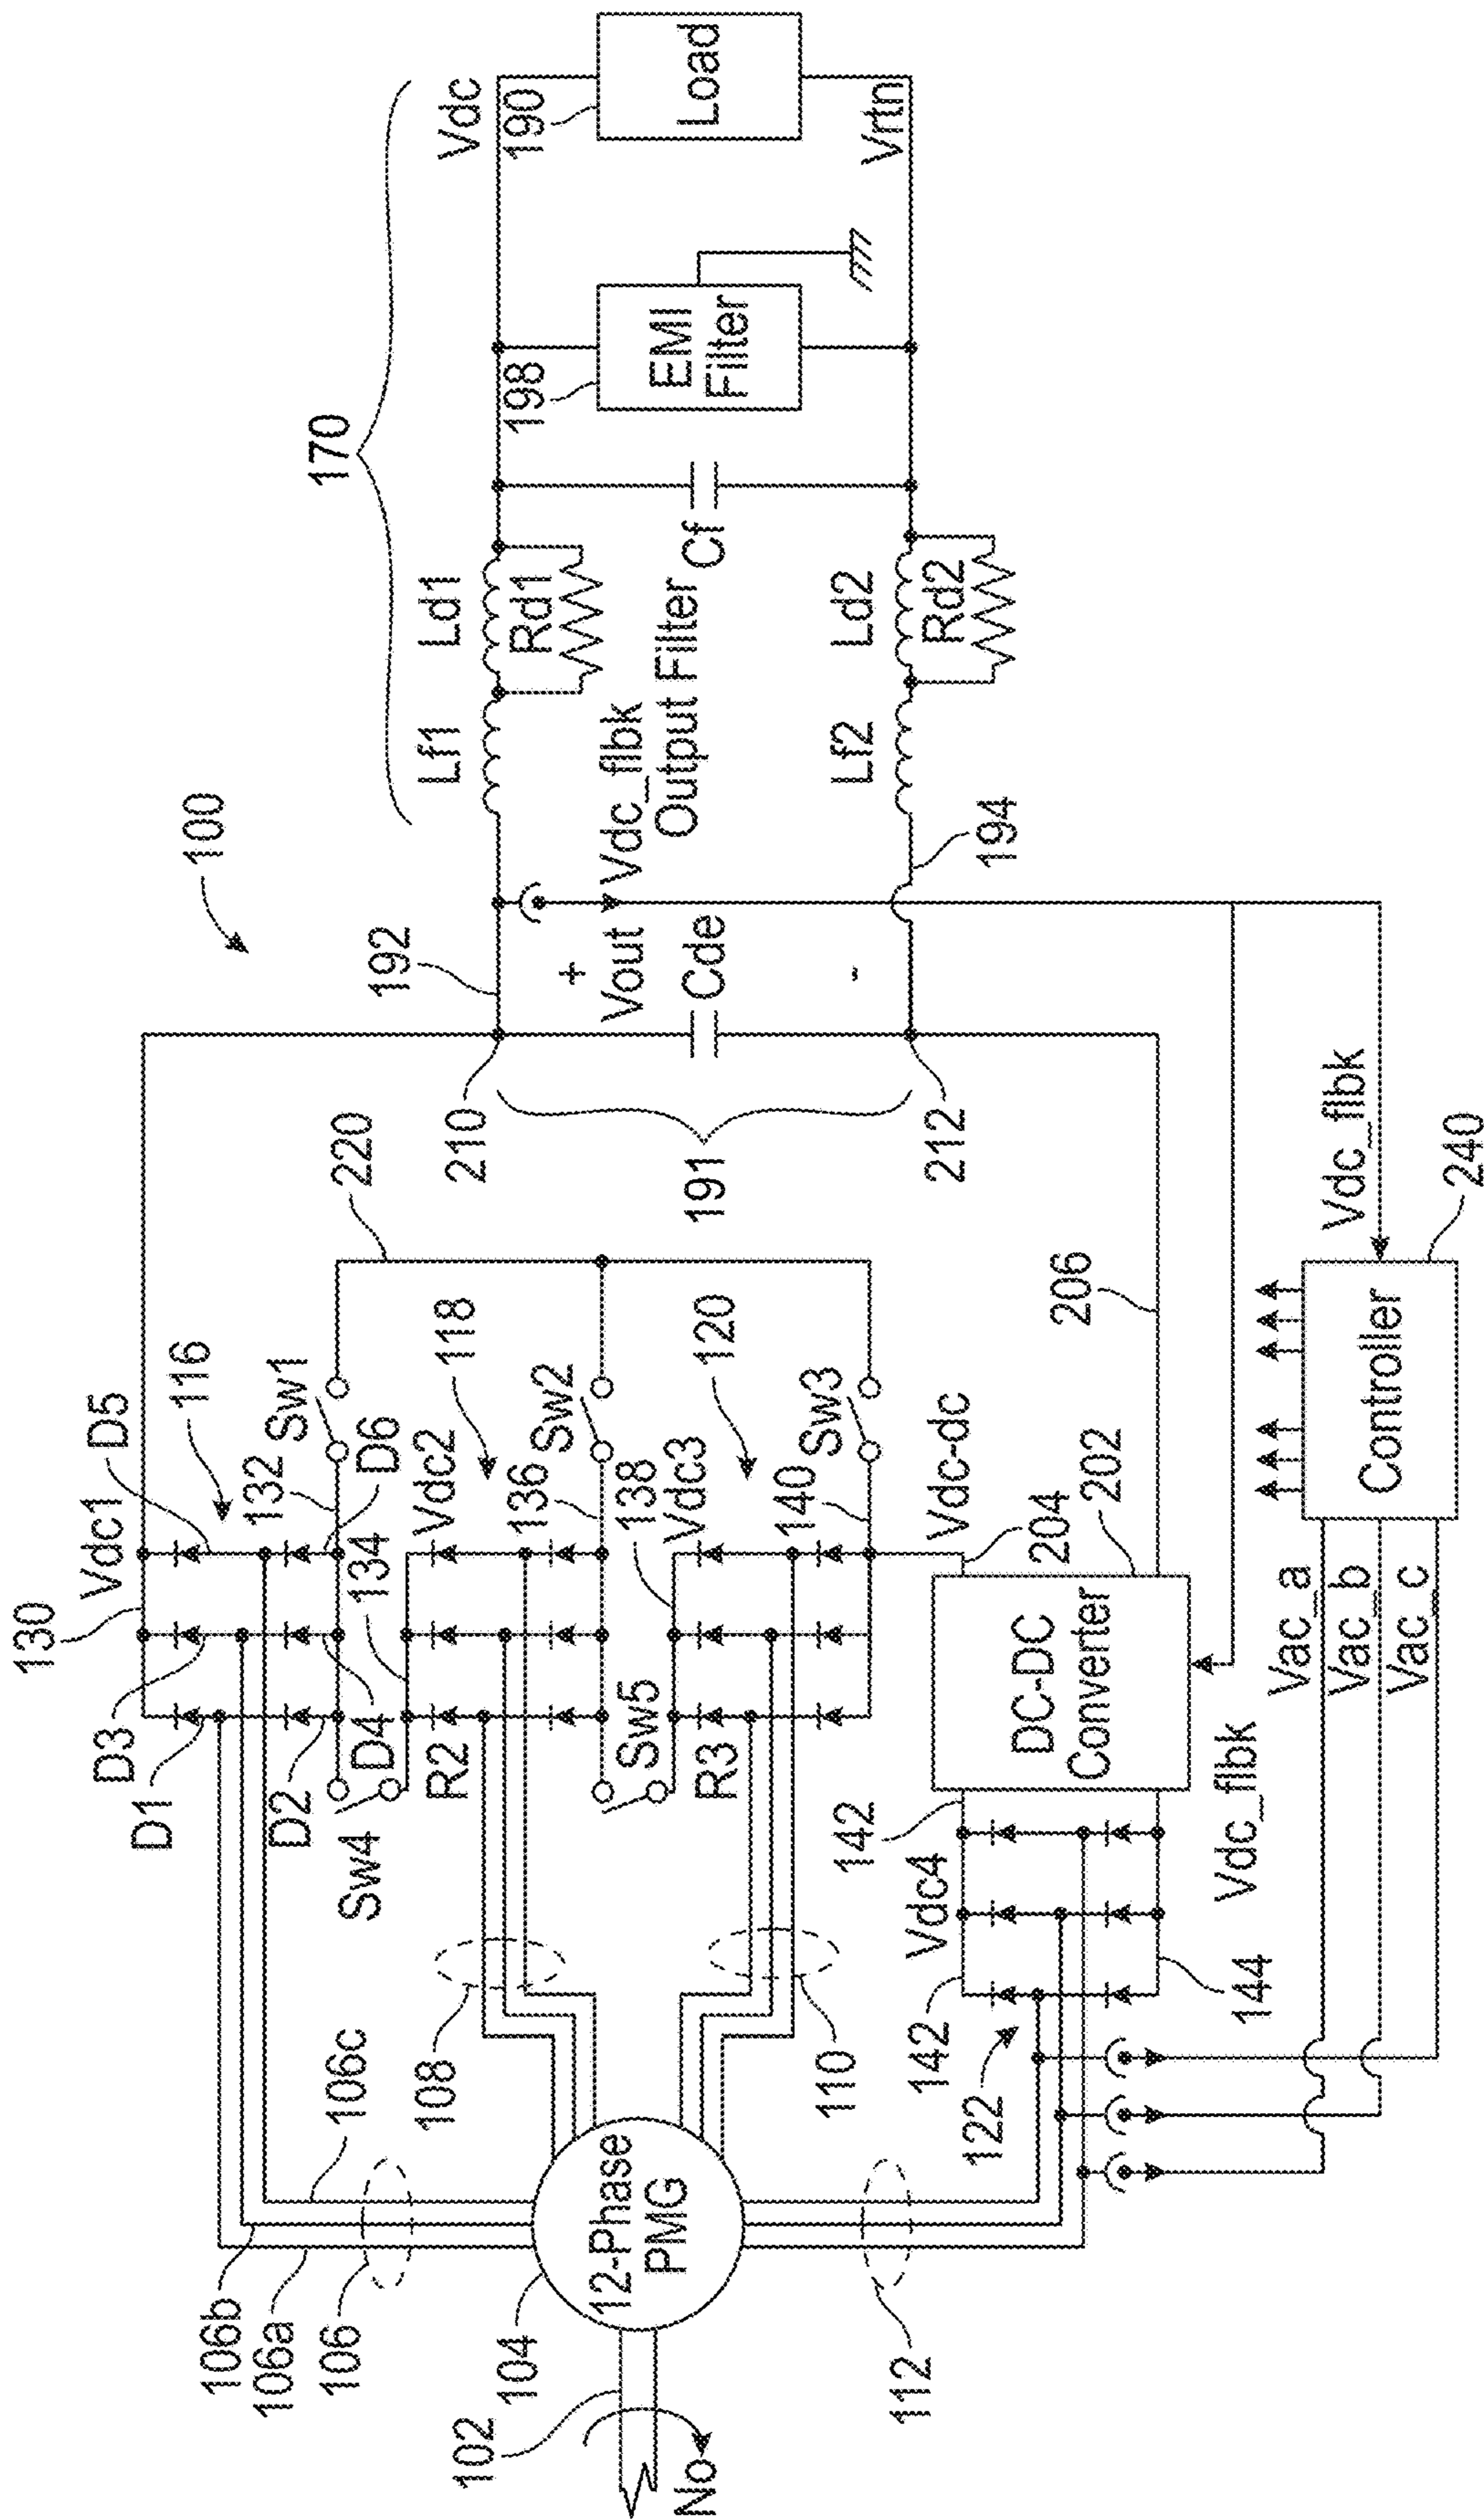 100
170
130
Vdc1
D5
116
D3
D1
132
Sw1
D2
D4
D6
220
192
210
Sw4
134
Vdc2
118
R2
136
Sw2
191
212
Sw5
138
Vdc3
120
R3
140
Sw3
Vdc-dc
204
202
206
DC-DC
Converter
142
Vdc4
142
122
144
Vdc_flbk
106b
106a
106
106c
108
110
112
104
12-Phase
PMG
102
No
+
Vout
-
Cde
Vdc_flbk
Output Filter
Lf1
Ld1
Rd1
Cf
Lf2
Ld2
Rd2
194
198
EMI
Filter
Vdc
190
Load
Vrtn
Vdc_flbk
240
Controller
Vac_a
Vac_b
Vac_c